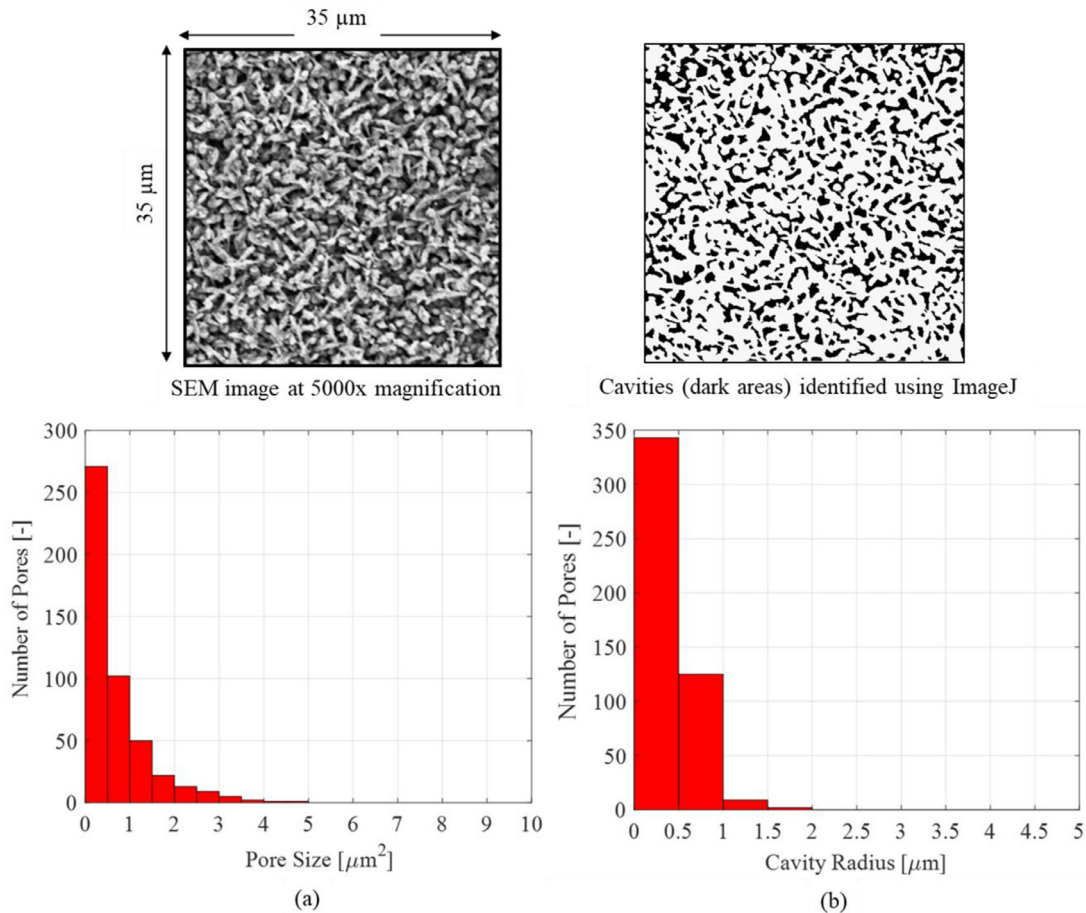 35 µm
35 µm
SEM image at 5000x magnification
Cavities (dark areas) identified using ImageJ
300
250
200
150
100
50
0
Number of Pores [-]
0 1 2 3 4 5 6 7 8 9 10
Pore Size [µm²]
(a)
350
300
250
200
150
100
50
0
Number of Pores [-]
0 0.5 1 1.5 2 2.5 3 3.5 4 4.5 5
Cavity Radius [µm]
(b)